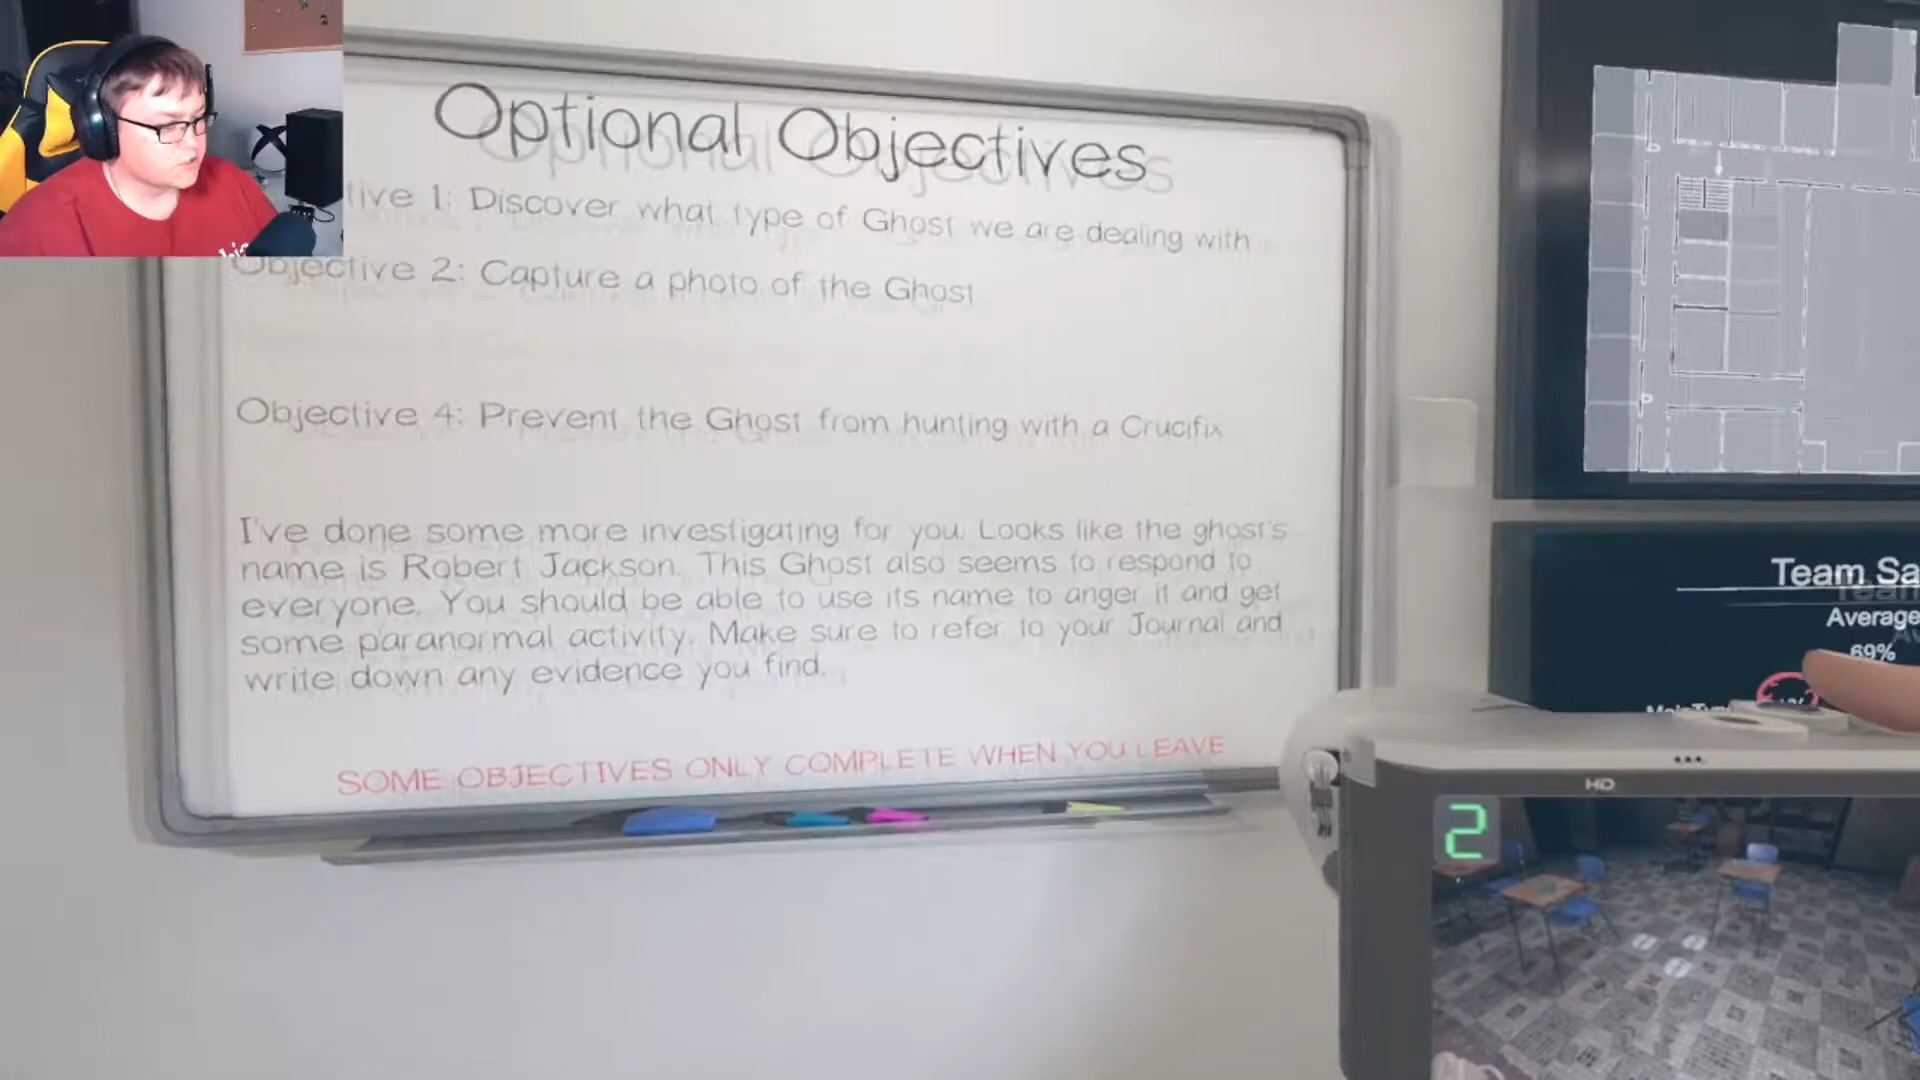 Optional Objectives
tive 1: Discover what type of Ghost we are dealing with
Objective 2: Capture a photo of the Ghost
Objective 4: Prevent the Ghost from hunting with a Crucifix
I've done some more investigating for you. Looks like the ghost's
name is Robert Jackson. This Ghost also seems to respond to
everyone. You should be able to use its name to anger it and get
some paranormal activity. Make sure to refer to your Journal and
write down any evidence you find.
SOME OBJECTIVES ONLY COMPLETE WHEN YOU LEAVE
Team Sa
Average
69%
HD
2